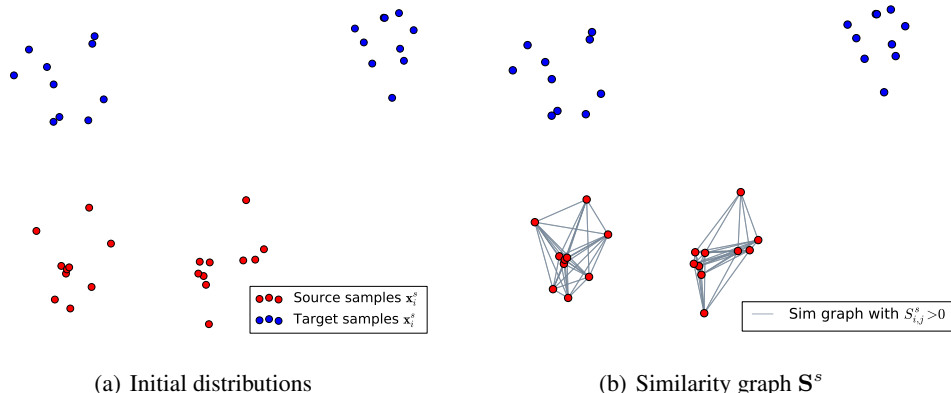 Source samples x_i^s
Target samples x_i^s
Sim graph with S_{i,j}^s >0
(a) Initial distributions
(b) Similarity graph S^s